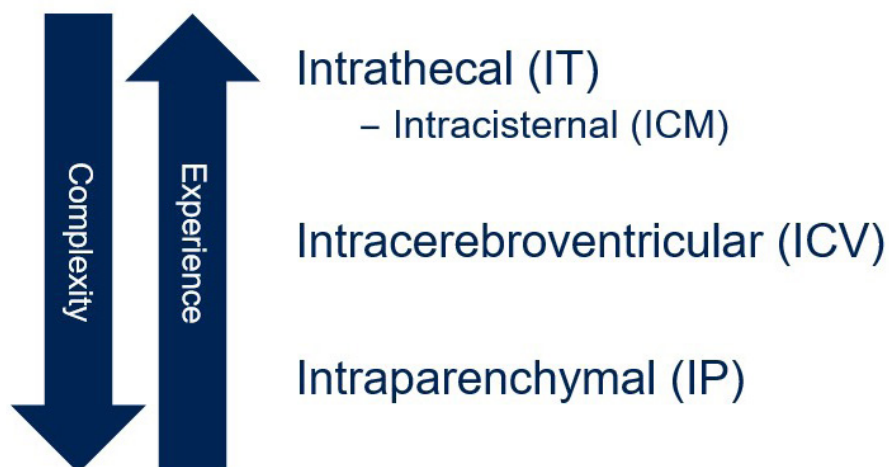 Complexity
Experience
Intrathecal (IT)
– Intracisternal (ICM)
Intracerebroventricular (ICV)
Intraparenchymal (IP)